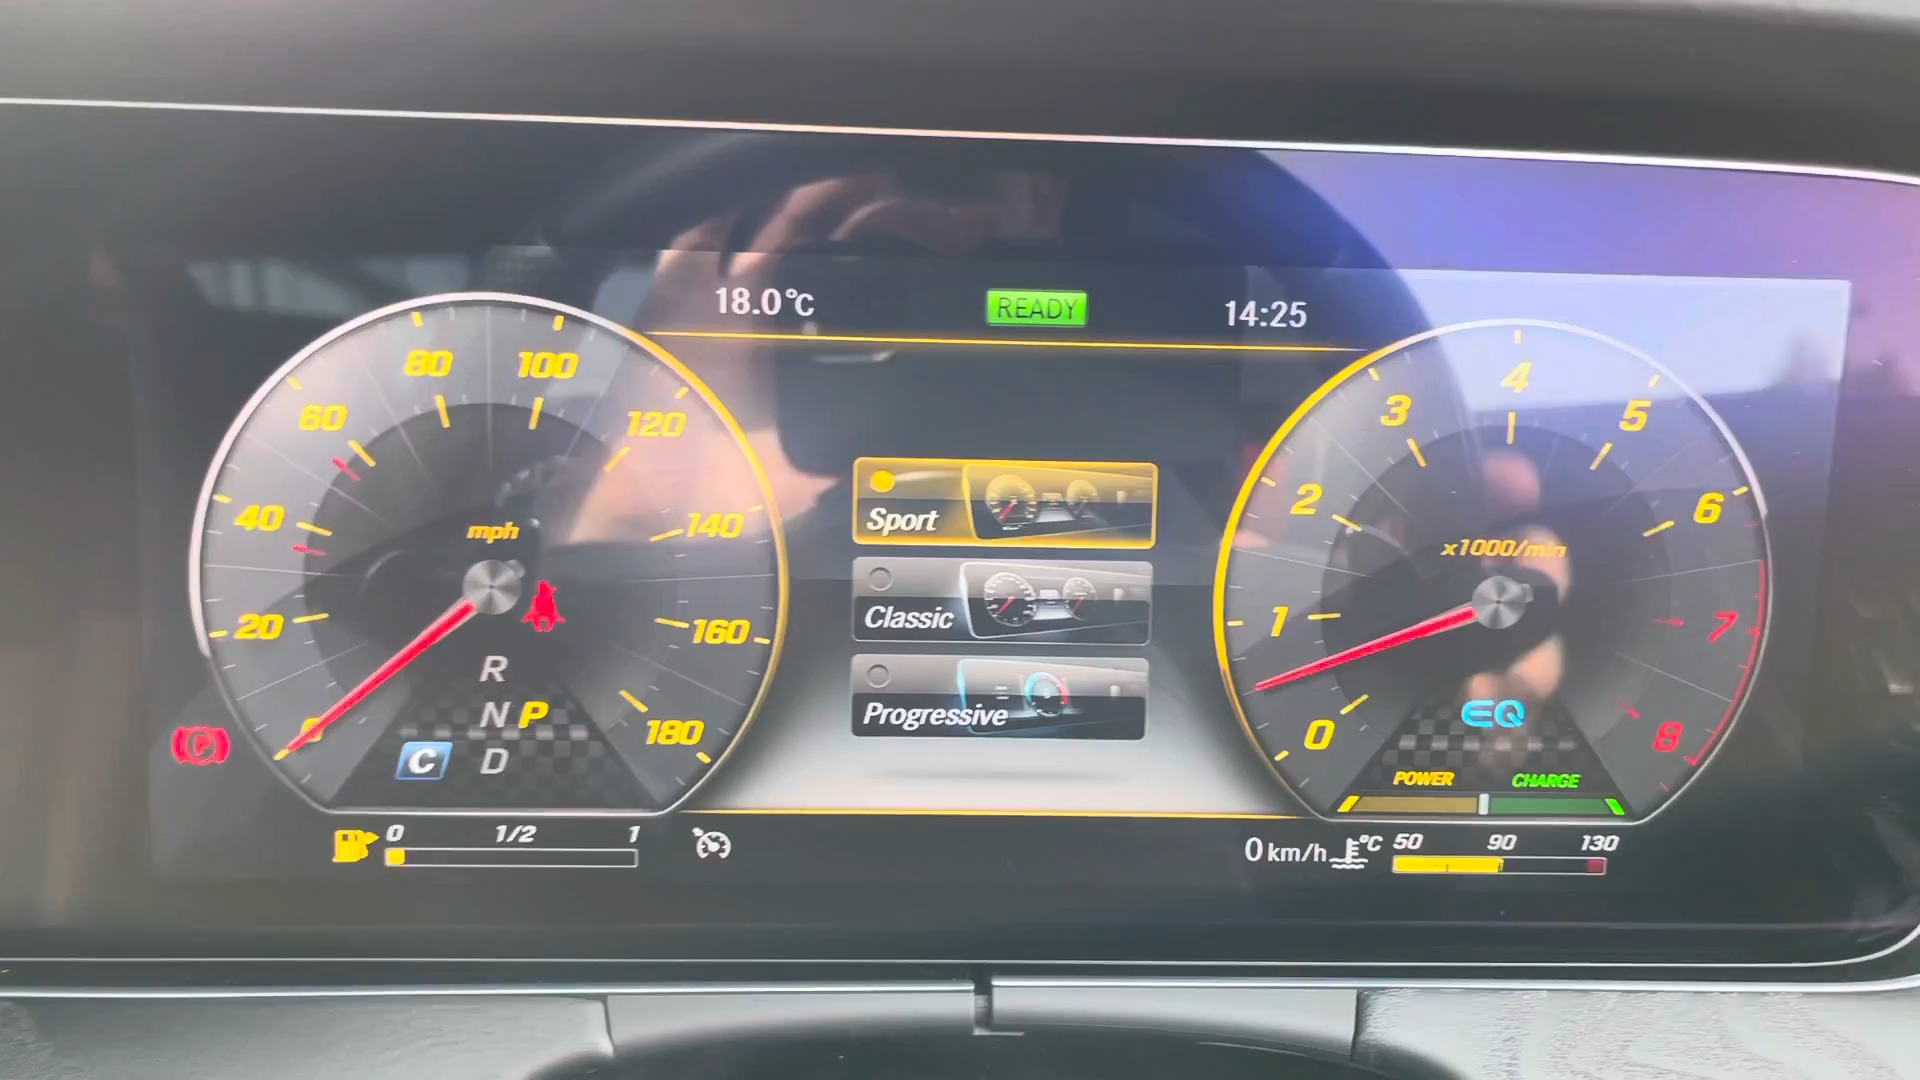 18.0°C READY 14:25
80 100
60 120
40 140
mph
20 160
R
N P
0 180
C D
Sport
Classic
Progressive
4
3 5
2 6
x1000/min
1 7
EQ
0 8
POWER CHARGE
P
0 1/2 1
0 km/h °C 50 90 130